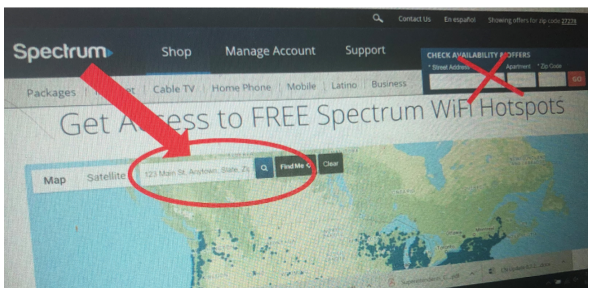 Contact Us En español Showing offers for zip code 27278
Spectrum Shop Manage Account Support
CHECK AVAILABILITY & OFFERS
* Street Address Apartment * Zip Code
GO
Packages Cable TV Home Phone Mobile Latino Business
Get Access to FREE Spectrum WiFi Hotspots
Map Satellite 123 Main St, Anytown, State, Zip Find Me Clear